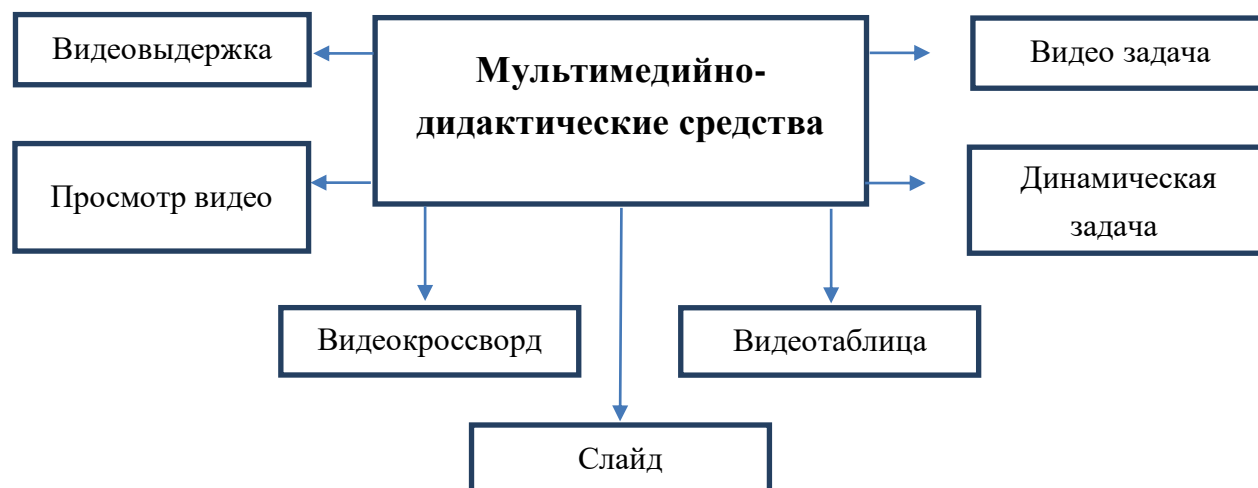 Видеовыдержка
Мультимедийно-
дидактические средства
Видео задача
Просмотр видео
Динамическая
задача
Видеокроссворд
Видеотаблица
Слайд